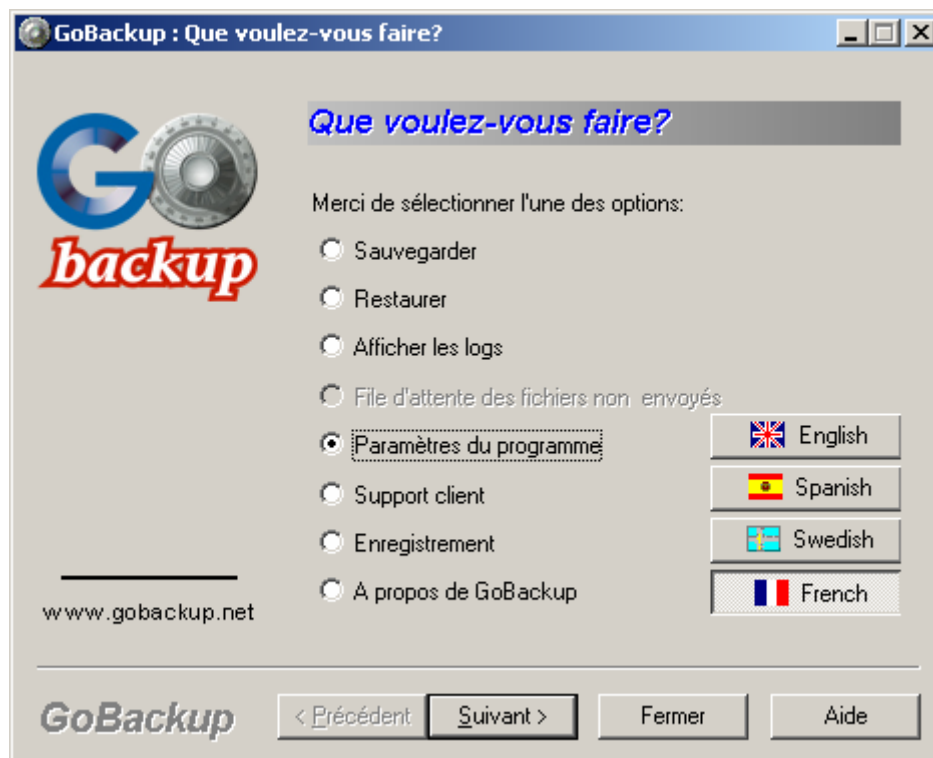 GoBackup : Que voulez-vous faire?
GO
backup
Que voulez-vous faire?
Merci de sélectionner l'une des options:
Sauvegarder
Restaurer
Afficher les logs
File d'attente des fichiers non envoyés
Paramètres du programme
Support client
Enregistrement
A propos de GoBackup
English
Spanish
Swedish
French
www.gobackup.net
GoBackup
< Précédent
Suivant >
Fermer
Aide